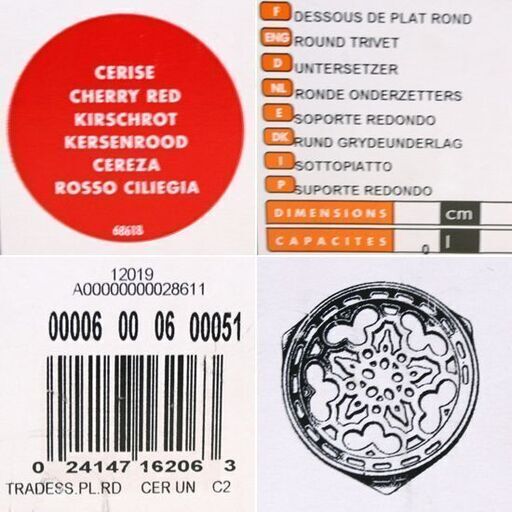 CERISE
CHERRY RED
KIRSCHROT
KERSENROOD
CEREZA
ROSSO CILIEGIA
F DESSOUS DE PLAT ROND
ENG ROUND TRIVET
D UNTERSETZER
NL RONDE ONDERZETTERS
E SOPORTE REDONDO
DK RUND GRYDEUNDERLAG
I SOTTOPIATTO
P SUPORTE REDONDO
DIMENSIONS cm
CAPACITES 0 l
12019
A00000000028611
00006 00 06 00051
0 24147 16206 3
TRADESS.PL.RD CER UN C2